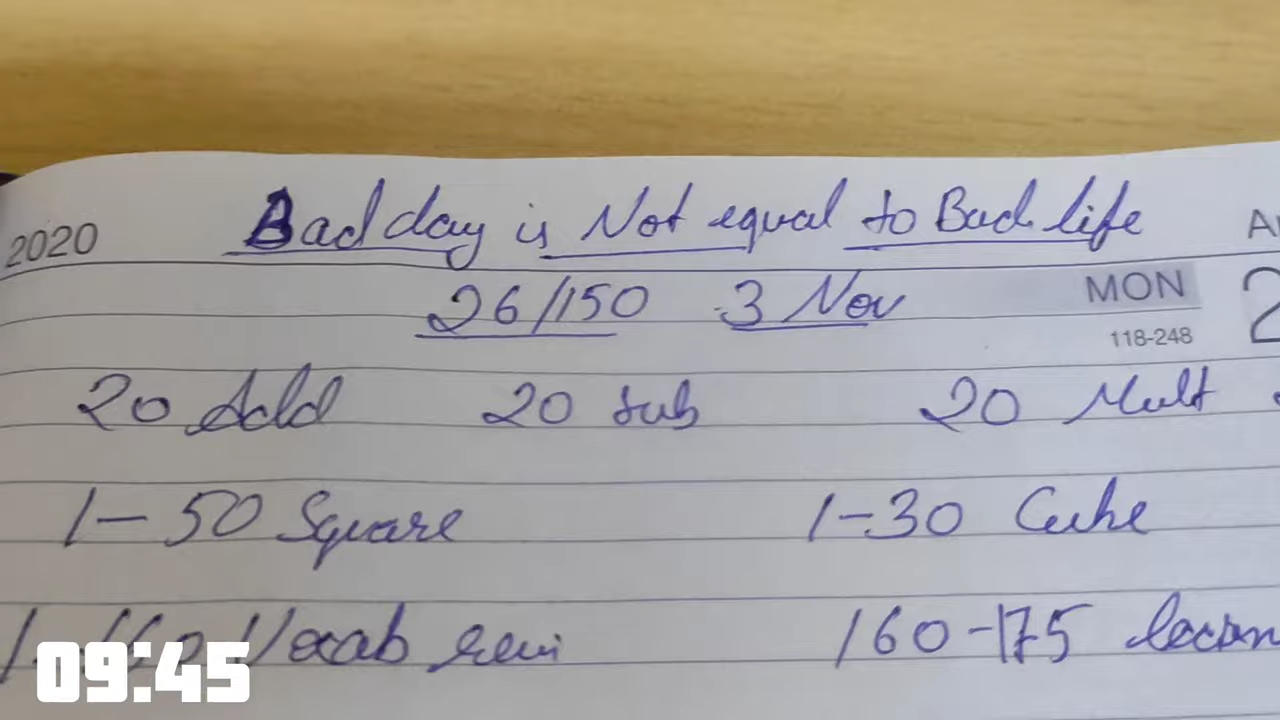 2020 Bad day is Not equal to Bad life
26/150 3 Nov MON
118-248
20 Add 20 sub 20 Mult
1-50 Square 1-30 Cube
Vocab revi 160-175
09:45